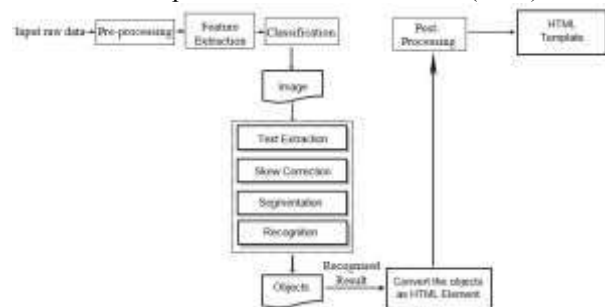 Input raw data
Pre-processing
Feature
Extraction
Classification
Post-
Processing
HTML
Template
Image
Text Extraction
Skew Correction
Segmentation
Recognition
Objects
Recognised
Result
Convert the objects
as HTML Element